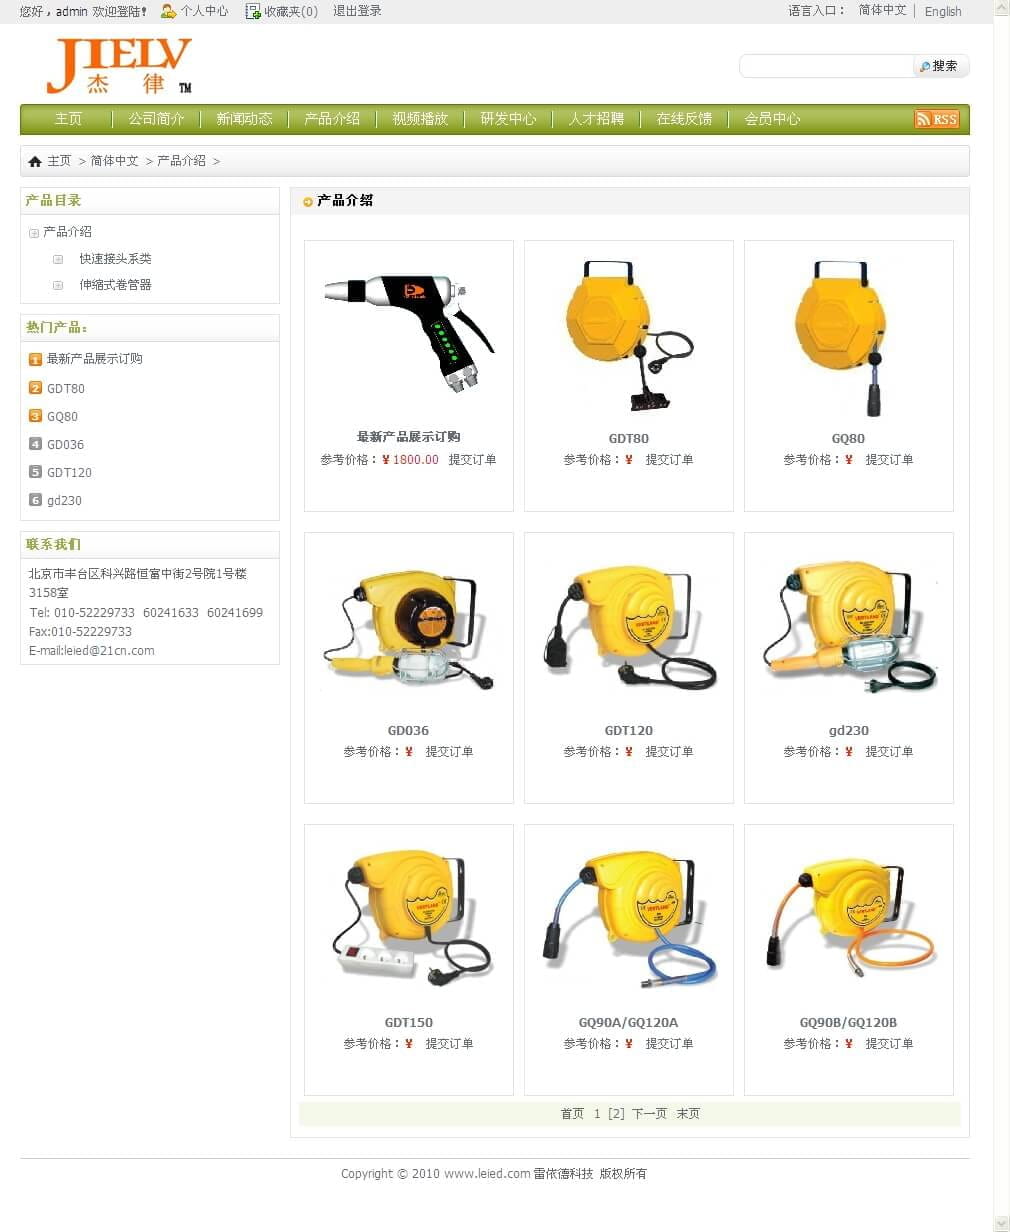 您好，admin 欢迎登陆! 个人中心 收藏夹(0) 退出登录 语言入口： 简体中文 | English
JIELV
杰 律 TM
搜索
主页 公司简介 新闻动态 产品介绍 视频播放 研发中心 人才招聘 在线反馈 会员中心 RSS
主页 > 简体中文 > 产品介绍 >
产品目录
产品介绍
快速接头系类
伸缩式卷管器
热门产品:
1 最新产品展示订购
2 GDT80
3 GQ80
4 GD036
5 GDT120
6 gd230
联系我们
北京市丰台区科兴路恒富中街2号院1号楼
3158室
Tel: 010-52229733 60241633 60241699
Fax:010-52229733
E-mail:leied@21cn.com
产品介绍
最新产品展示订购
参考价格：¥ 1800.00 提交订单
GDT80
参考价格：¥ 提交订单
GQ80
参考价格：¥ 提交订单
GD036
参考价格：¥ 提交订单
GDT120
参考价格：¥ 提交订单
gd230
参考价格：¥ 提交订单
GDT150
参考价格：¥ 提交订单
GQ90A/GQ120A
参考价格：¥ 提交订单
GQ90B/GQ120B
参考价格：¥ 提交订单
首页 1 [2] 下一页 末页
Copyright © 2010 www.leied.com 雷依德科技 版权所有